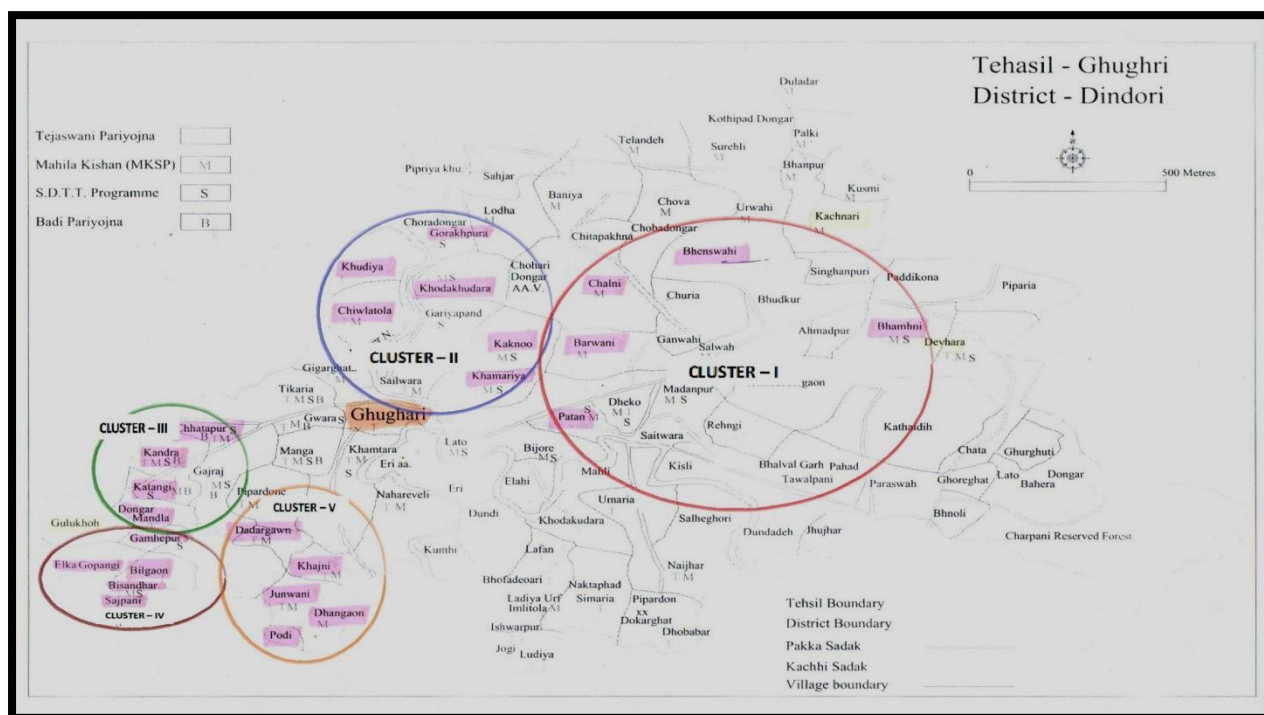 Tehasil - Ghughri
District - Dindori
0 500 Metres
Tejaswani Pariyojna
Mahila Kishan (MKSP) M
S.D.T.T. Programme S
Badi Pariyojna B
Duladar
M
Kothipad Dongar
Telandeh
M
Surehli
M
Palki
M
Bhanpur
M
Pipriya khu.
Sahjar
Baniya
M
Kusmi
M
Lodha
M
Chova
M
Urwahi
M
Kachnari
M
Choradongar
Gorakhpura
S
Chitapakhna
Chobadongar
Bhenswahi
Khudiya
Chohari
Dongar
AA.V.
Singhanpuri
Paddikona
M S
Khodakhudara
Chalni
M
Piparia
Churia
Bhudkur
Chiwlatola
T M
Gariyapand
S
Ahmadpur
Bhamhni
M S
Devhara
T M S
Kaknoo
M S
Barwani
M
Ganwahi
Salwah
CLUSTER – II
CLUSTER – I
Gigarghat
M
Sailwara
M
Khamariya
M S
gaon
Tikaria
T M S B
Madanpur
M S
Dheko
M T
S
Ghughari
T
Patan
S
M
CLUSTER – III
Chhatapur S
B T M
Gwara S
T M B
Rehngi
Kathaidih
Kandra
T M S B
Manga
T M S B
Khamtara
T M
S
Lato
M S
Saitwara
Eri aa.
Bijore
M S
Chata
Ghurghuti
Gajraj
M S
B
Mahli
Kisli
Bhalval Garh
Pahad
Tawalpani
Ghoreghat
Lato
Dongar
Bahera
Katangi
S
M B
Pipardone
M
Nahareveli
T M
Eri
Elahi
Umaria
Paraswah
CLUSTER – V
Dongar
Mandla
Gulukhoh
Dundi
Khodakudara
Salheghori
Dundadeh
Jhujhar
Bhnoli
Dadargawn
T M
Gamhepur
S
Charpani Reserved Forest
Kumhi
Lafan
Elka Gopangi
Bilgaon
Khajni
T M
Naijhar
T M
Bisandhar
M S
Bhofadeoari
Naktaphad
Sajpani
Junwani
T M
Ladiya Urf
Imlitola M
Simaria
Pipardon
xx
Dokarghat
CLUSTER – IV
Dhangaon
M
Ishwarpur
Dhobabar
Podi
Jogi
Ludiya
Tehsil Boundary
District Boundary
Pakka Sadak
Kachhi Sadak
Village boundary